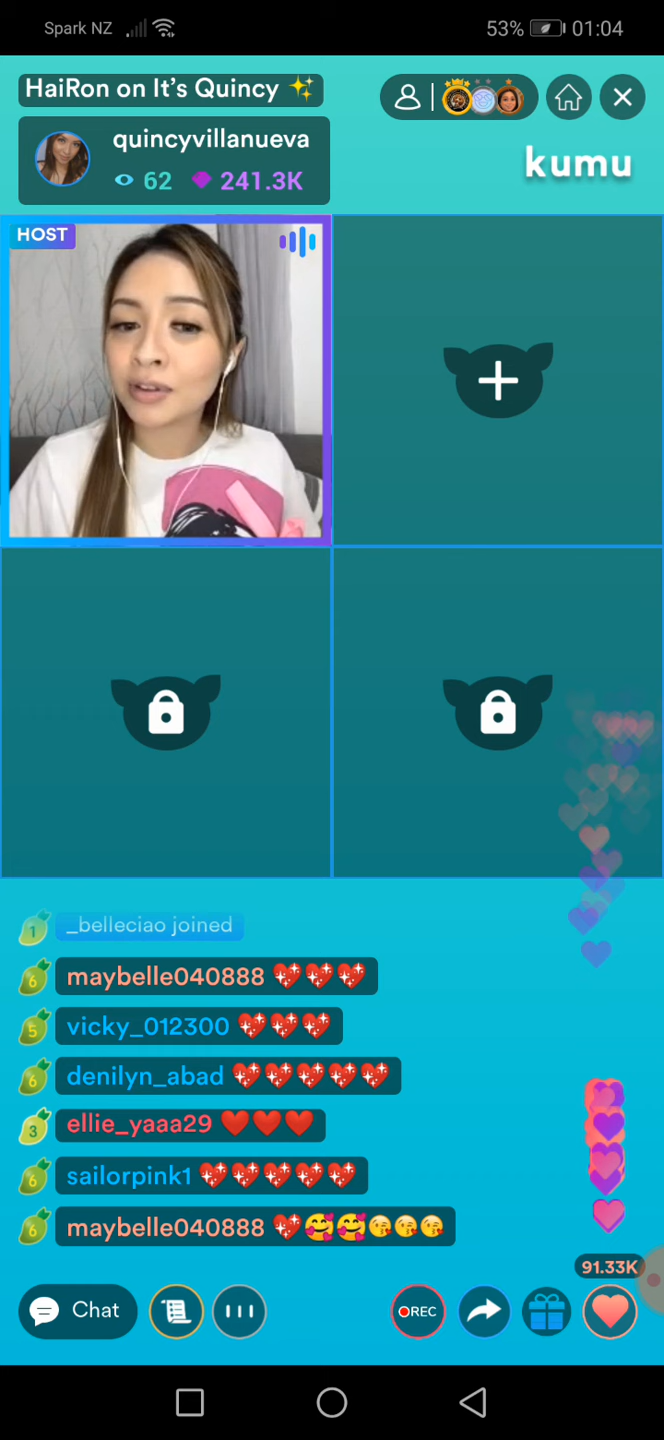 Spark NZ 53% 01:04
HaiRon on It's Quincy ✨
quincyvillanueva
62 241.3K
kumu
HOST
1 _belleciao joined
6 maybelle040888 💖💖💖
5 vicky_012300 💖💖💖
6 denilyn_abad 💖💖💖💖💖
3 ellie_yaaa29 ❤️❤️❤️
6 sailorpink1 💖💖💖💖💖
6 maybelle040888 💖🥰🥰😘😘😘
91.33K
Chat REC